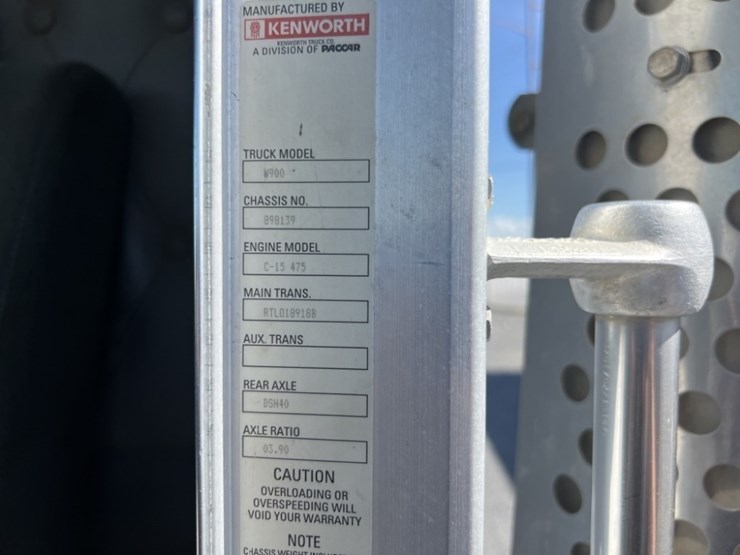 MANUFACTURED BY
KENWORTH
KENWORTH TRUCK CO.
A DIVISION OF PACCAR
TRUCK MODEL
W900
CHASSIS NO.
898139
ENGINE MODEL
C-15 475
MAIN TRANS.
RTLO18918B
AUX. TRANS
REAR AXLE
DSH40
AXLE RATIO
03.90
CAUTION
OVERLOADING OR
OVERSPEEDING WILL
VOID YOUR WARRANTY
NOTE
CHASSIS WEIGHT